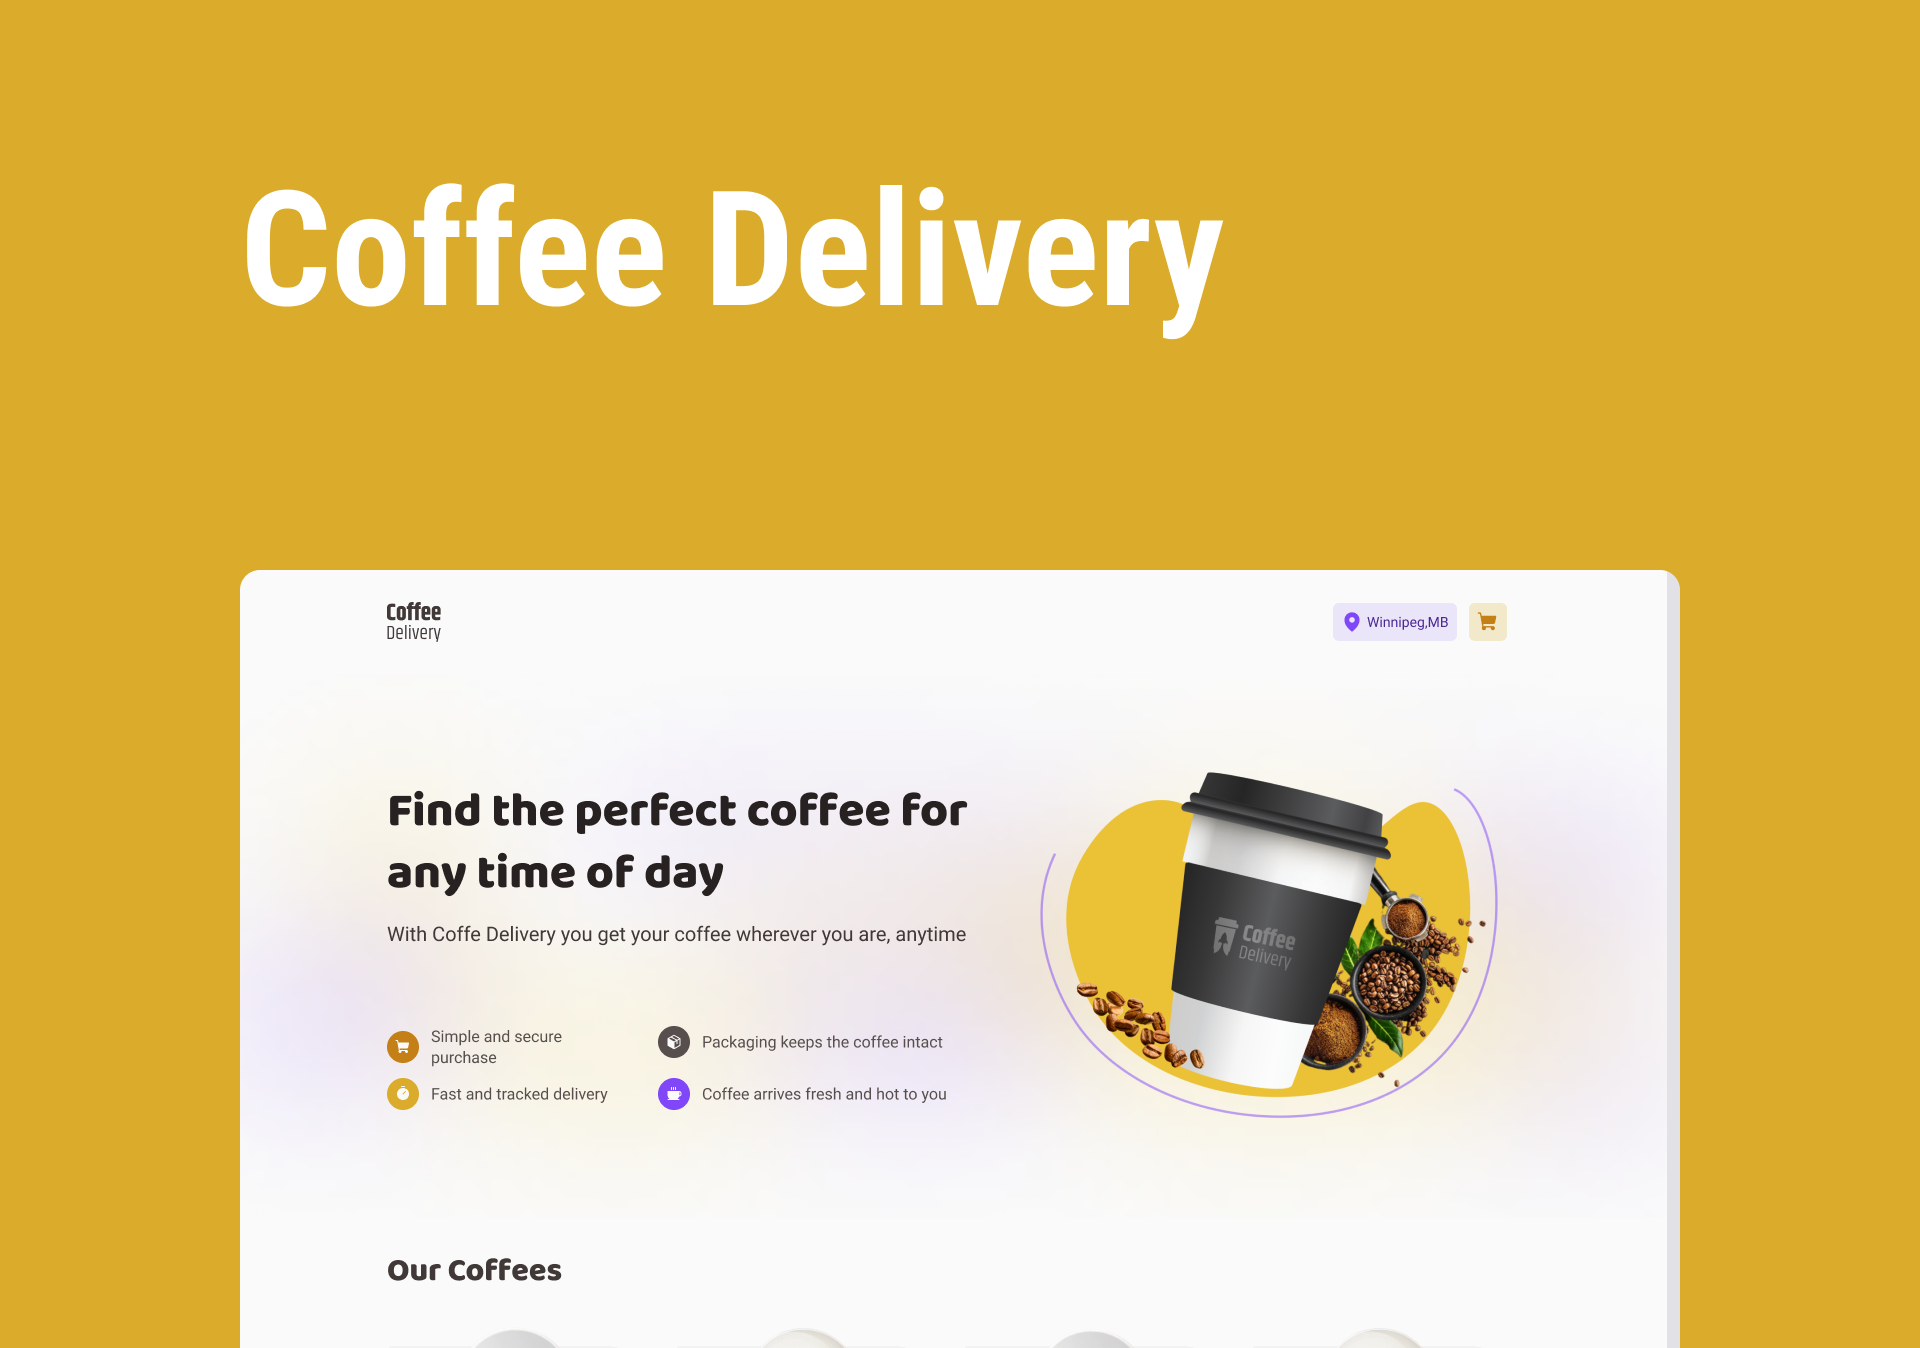 Coffee Delivery
Coffee
Delivery
Winnipeg,MB
Find the perfect coffee for
any time of day
With Coffe Delivery you get your coffee wherever you are, anytime
Simple and secure
purchase
Packaging keeps the coffee intact
Fast and tracked delivery
Coffee arrives fresh and hot to you
Coffee
Delivery
Our Coffees